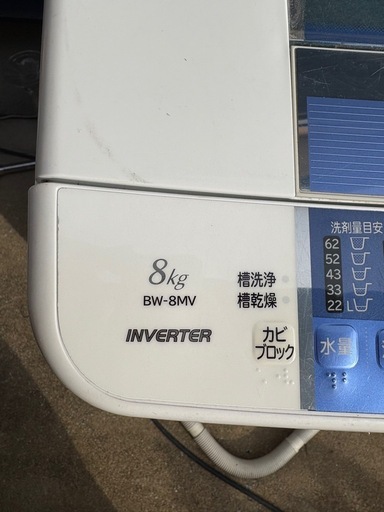 8kg
BW-8MV
INVERTER
槽洗浄
槽乾燥
カビ
ブロック
洗剤量目安
62
52
43
33
22 L
水量